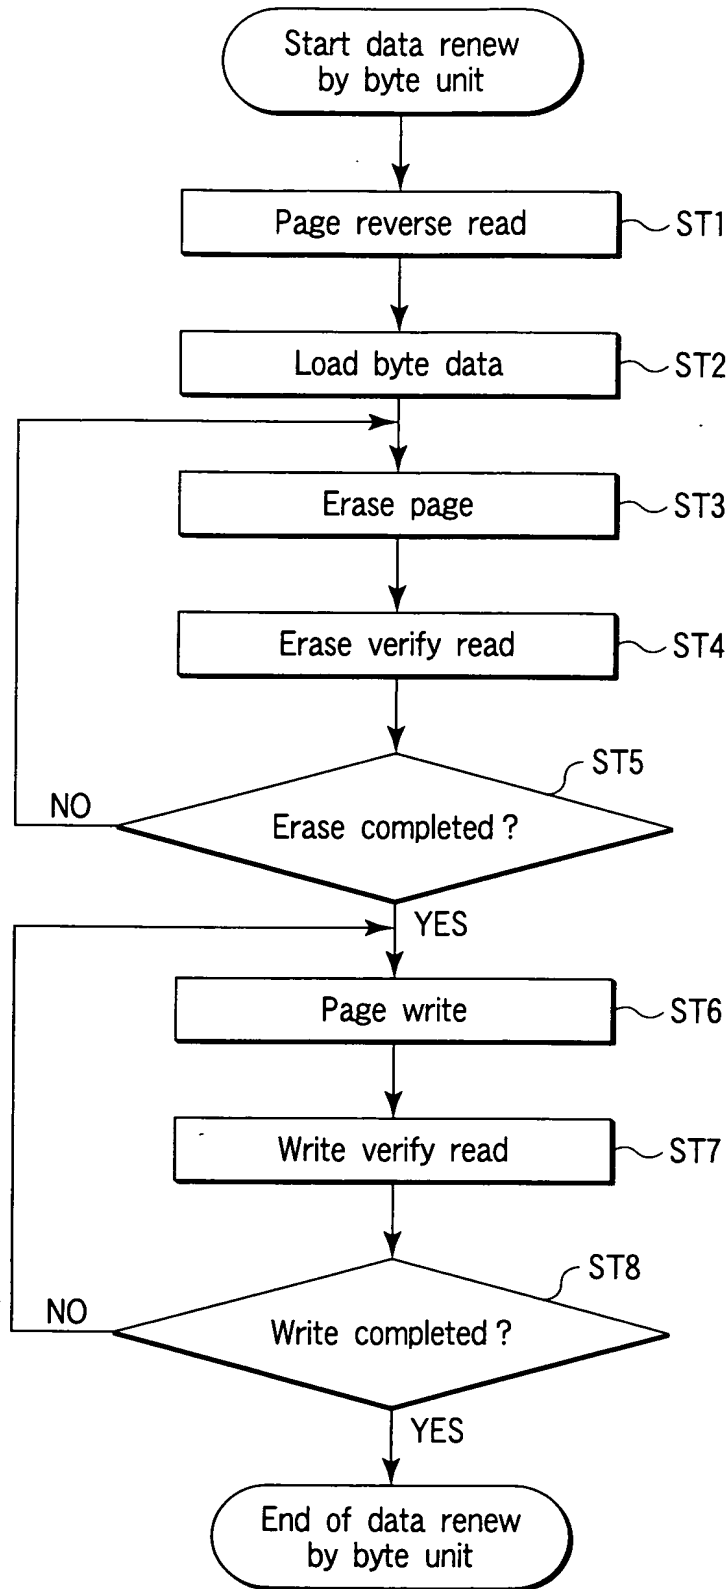 Start data renew
by byte unit
Page reverse read
ST1
Load byte data
ST2
Erase page
ST3
Erase verify read
ST4
ST5
Erase completed?
NO
YES
Page write
ST6
Write verify read
ST7
ST8
Write completed?
NO
YES
End of data renew
by byte unit